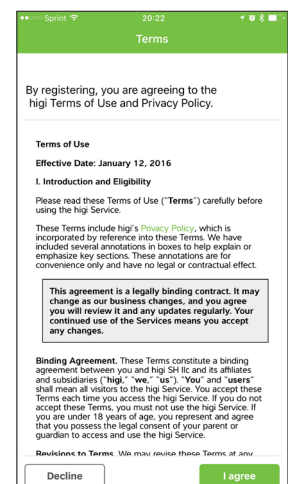 Sprint 20:22
Terms
By registering, you are agreeing to the
higi Terms of Use and Privacy Policy.
Terms of Use
Effective Date: January 12, 2016
I. Introduction and Eligibility
Please read these Terms of Use ("Terms") carefully before
using the higi Service.
These Terms include higi's Privacy Policy, which is
incorporated by reference into these Terms. We have
included several annotations in boxes to help explain or
emphasize key sections. These annotations are for
convenience only and have no legal or contractual effect.
This agreement is a legally binding contract. It may
change as our business changes, and you agree
you will review it and any updates regularly. Your
continued use of the Services means you accept
any changes.
Binding Agreement. These Terms constitute a binding
agreement between you and higi SH llc and its affiliates
and subsidiaries ("higi," "we," "us"). "You" and "users"
shall mean all visitors to the higi Service. You accept these
Terms each time you access the higi Service. If you do not
accept these Terms, you must not use the higi Service. If
you are under 18 years of age, you represent and agree
that you possess the legal consent of your parent or
guardian to access and use the higi Service.
Revisions to Terms. We may revise these Terms at any
Decline
I agree